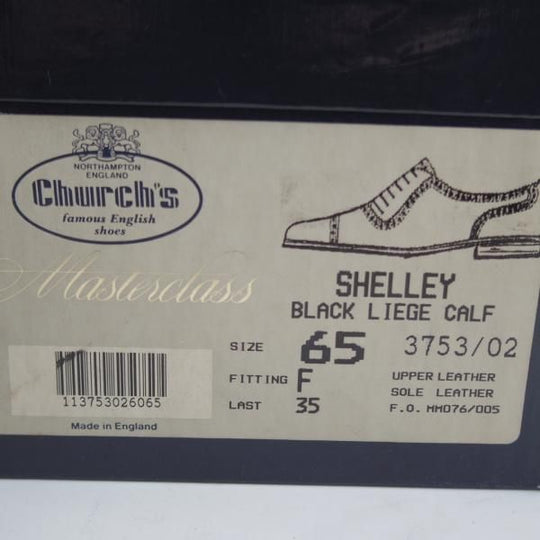 NORTHAMPTON
ENGLAND
Church's
famous English
shoes
Masterclass
SHELLEY
BLACK LIEGE CALF
SIZE 65 3753/02
FITTING F UPPER LEATHER
SOLE LEATHER
LAST 35 F.O. MM076/005
113753026065
Made in England